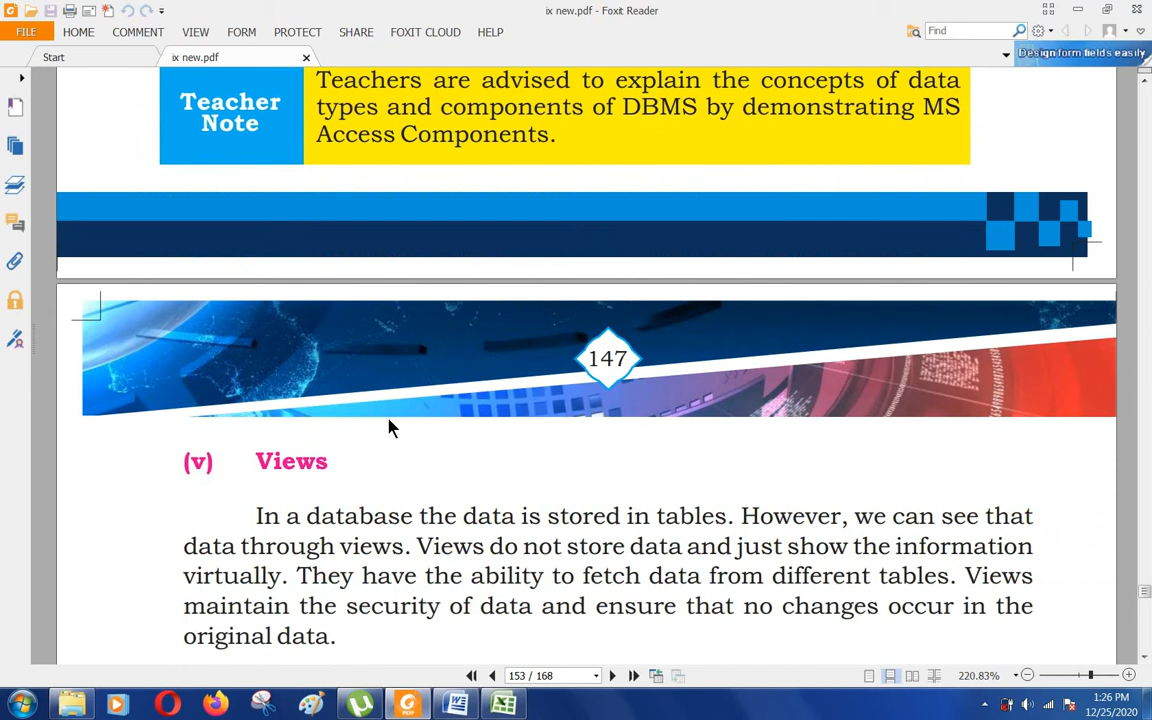 ix new.pdf - Foxit Reader
FILE HOME COMMENT VIEW FORM PROTECT SHARE FOXIT CLOUD HELP
Find
Start
ix new.pdf
Design form fields easily
Teacher
Note
Teachers are advised to explain the concepts of data
types and components of DBMS by demonstrating MS
Access Components.
147
(v) Views
In a database the data is stored in tables. However, we can see that
data through views. Views do not store data and just show the information
virtually. They have the ability to fetch data from different tables. Views
maintain the security of data and ensure that no changes occur in the
original data.
153 / 168
220.83%
1:26 PM
12/25/2020